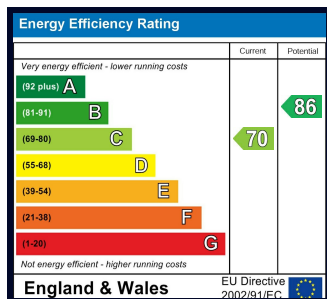 Energy Efficiency Rating
Current Potential
Very energy efficient - lower running costs
(92 plus) A
(81-91) B
(69-80) C
(55-68) D
(39-54) E
(21-38) F
(1-20) G
70
86
Not energy efficient - higher running costs
England & Wales
EU Directive
2002/91/EC